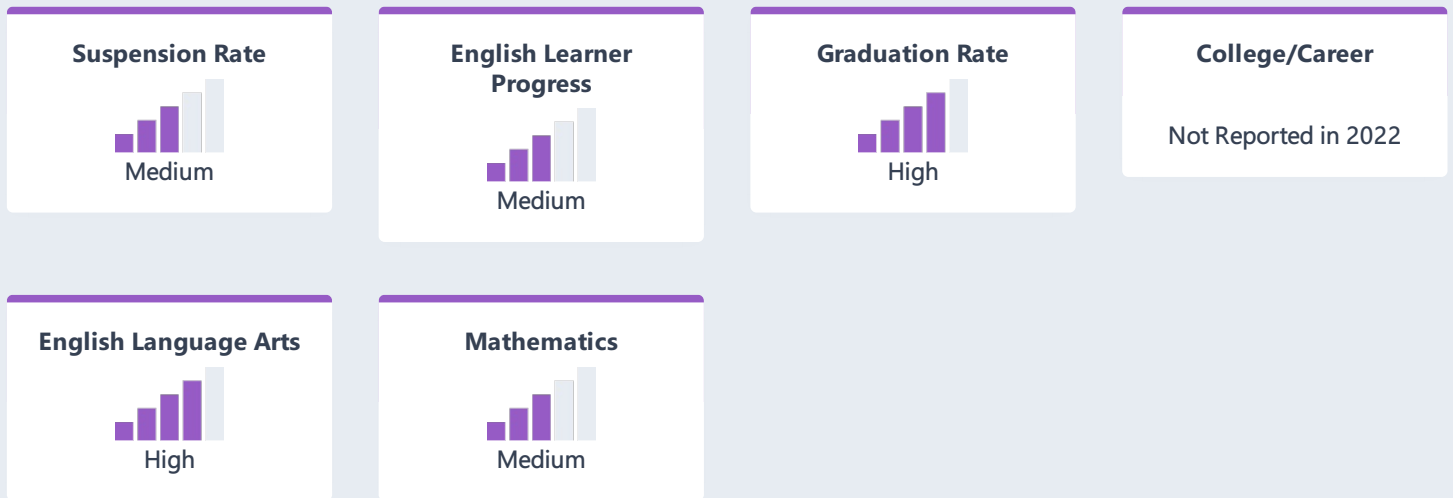 Suspension Rate
Medium
English Learner
Progress
Medium
Graduation Rate
High
College/Career
Not Reported in 2022
English Language Arts
High
Mathematics
Medium